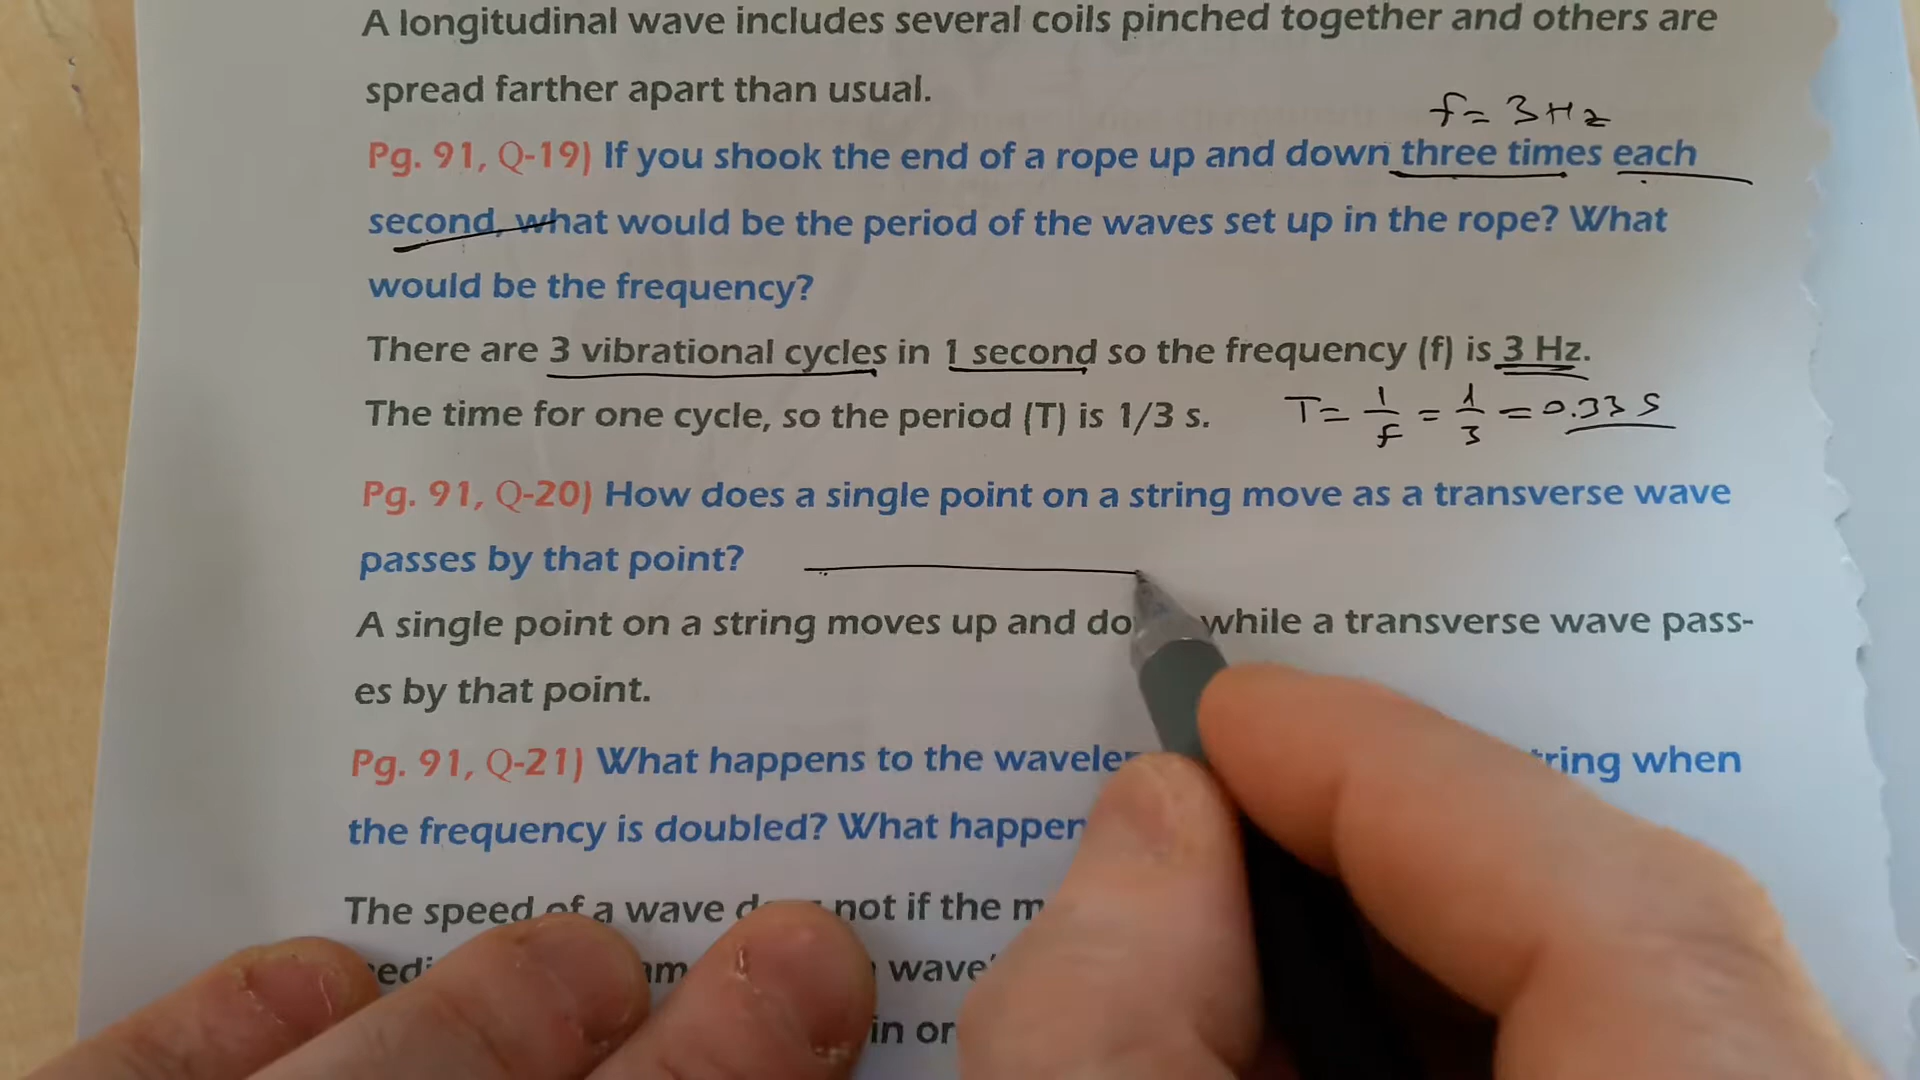 A longitudinal wave includes several coils pinched together and others are
spread farther apart than usual.
f = 3 Hz
Pg. 91, Q-19) If you shook the end of a rope up and down three times each
second, what would be the period of the waves set up in the rope? What
would be the frequency?
There are 3 vibrational cycles in 1 second so the frequency (f) is 3 Hz.
The time for one cycle, so the period (T) is 1/3 s. T = 1/f = 1/3 = 0.33 s
Pg. 91, Q-20) How does a single point on a string move as a transverse wave
passes by that point?
A single point on a string moves up and do while a transverse wave pass-
es by that point.
Pg. 91, Q-21) What happens to the when
the frequency is doubled? What
The speed of a wave not if the
wave
in or